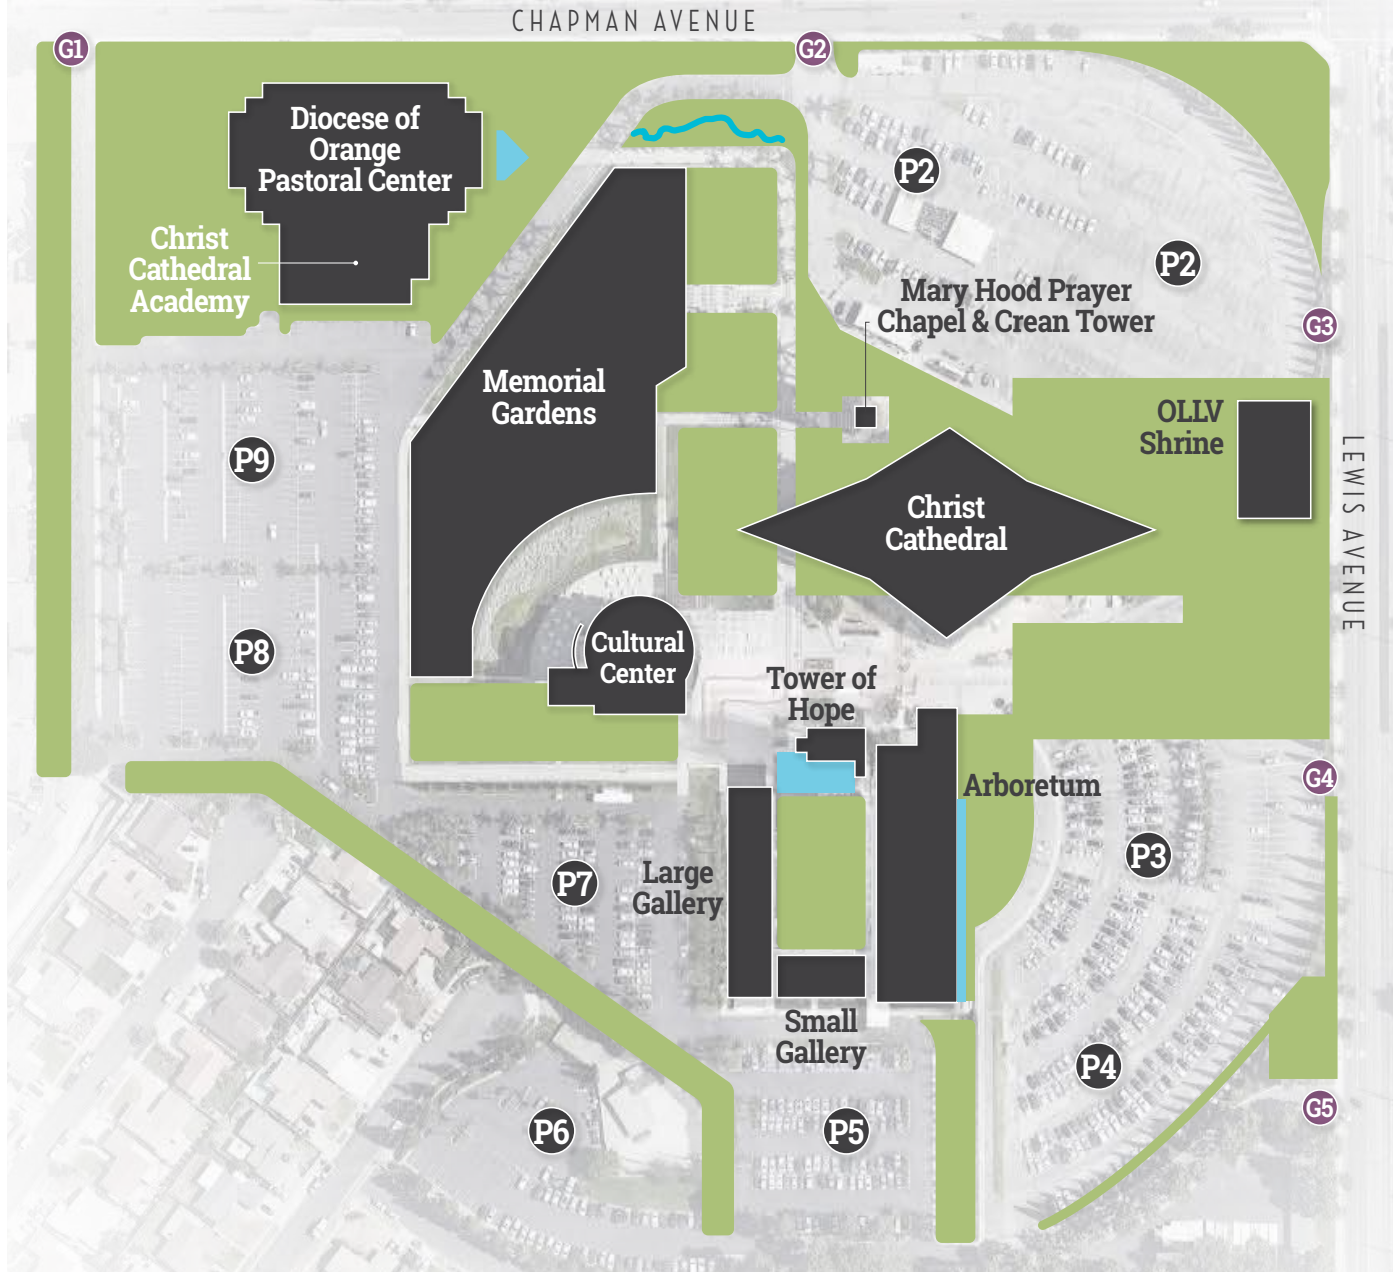 CHAPMAN AVENUE
G1
G2
Diocese of
Orange
Pastoral Center
P2
Christ
Cathedral
Academy
P2
Mary Hood Prayer
Chapel & Crean Tower
G3
Memorial
Gardens
OLLV
Shrine
P9
LEWIS AVENUE
Christ
Cathedral
P8
Cultural
Center
Tower of
Hope
G4
Arboretum
P3
P7
Large
Gallery
Small
Gallery
P4
G5
P6
P5